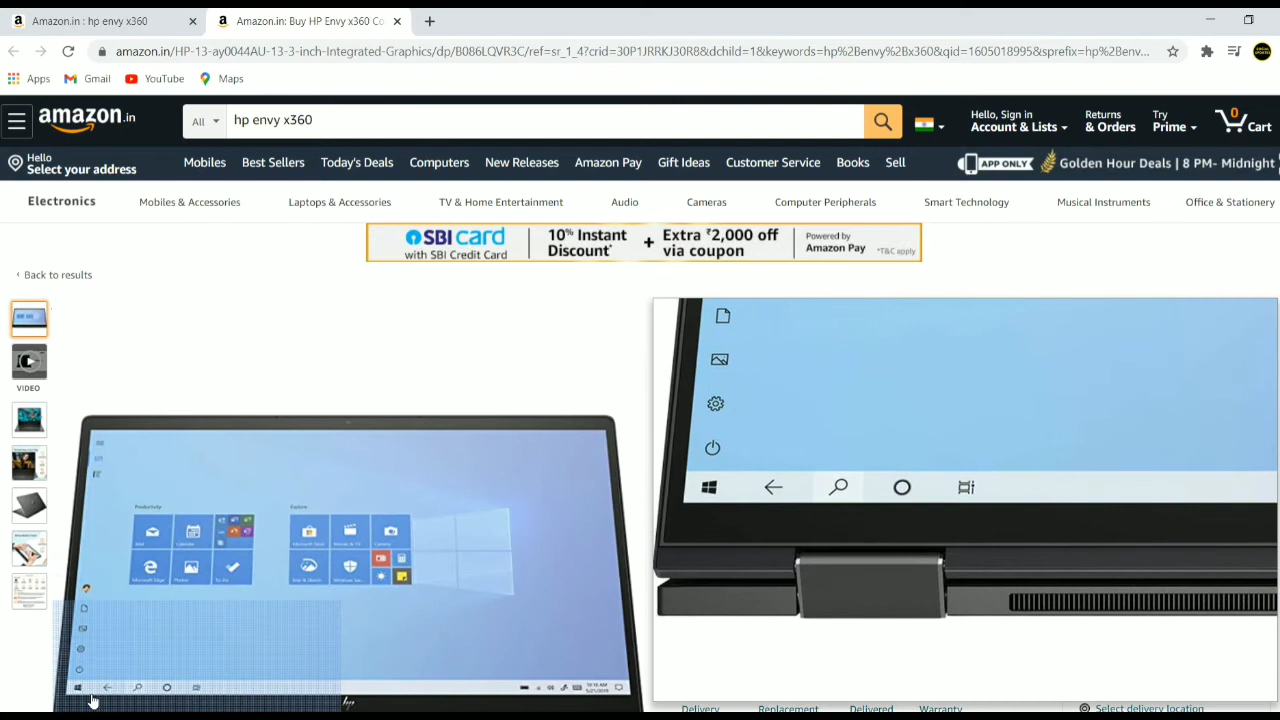 Amazon.in : hp envy x360
Amazon.in: Buy HP Envy x360 Co
amazon.in/HP-13-ay0044AU-13-3-inch-Integrated-Graphics/dp/B086LQVR3C/ref=sr_1_4?crid=30P1JRRKJ30R8&dchild=1&keywords=hp%2Benvy%2Bx360&qid=1605018995&sprefix=hp%2Benv...
Apps Gmail YouTube Maps
amazon.in
All hp envy x360
Hello, Sign in
Account & Lists
Returns
& Orders
Try
Prime
0
Cart
Hello
Select your address
Mobiles Best Sellers Today's Deals Computers New Releases Amazon Pay Gift Ideas Customer Service Books Sell
APP ONLY Golden Hour Deals | 8 PM- Midnight
Electronics Mobiles & Accessories Laptops & Accessories TV & Home Entertainment Audio Cameras Computer Peripherals Smart Technology Musical Instruments Office & Stationery
SBI card
with SBI Credit Card
10% Instant
Discount*
+
Extra ₹2,000 off
via coupon
Powered by
Amazon Pay
*T&C apply
‹ Back to results
VIDEO
Productivity Explore
Microsoft Edge Photos
hp
Delivery Replacement Delivered Warranty
Select delivery location